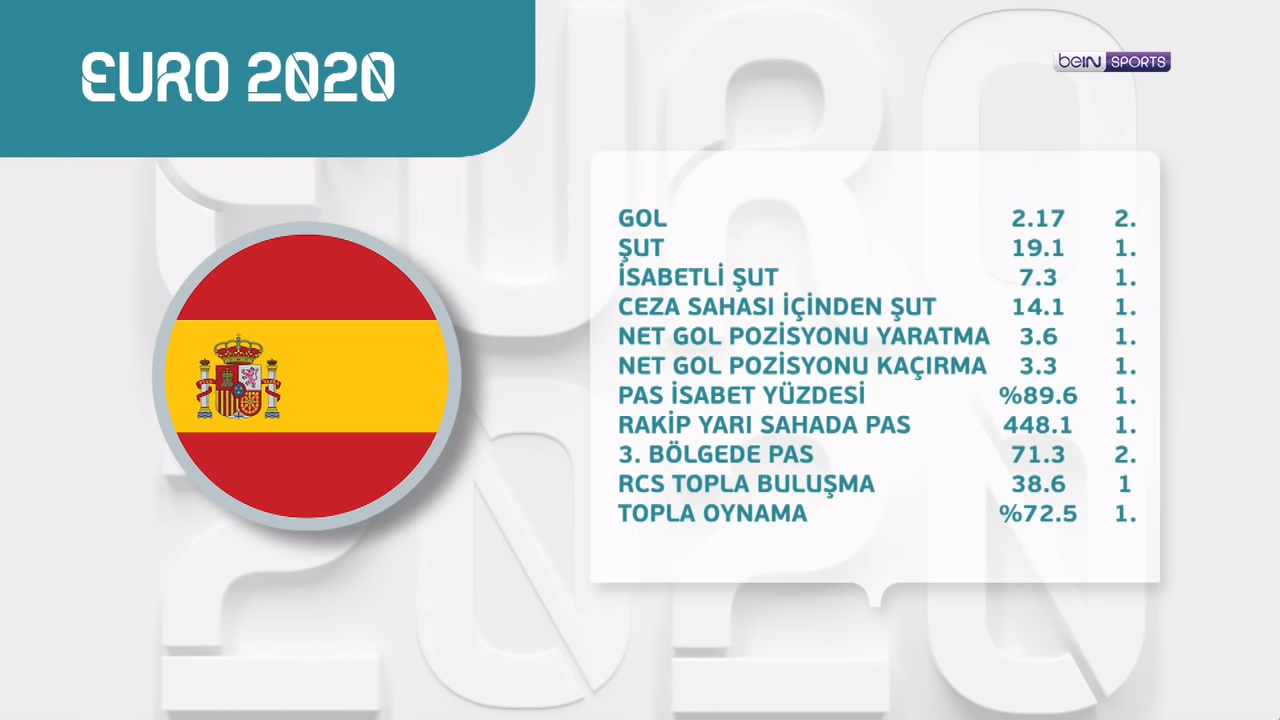 EURO 2020
beIN SPORTS
GOL 2.17 2.
ŞUT 19.1 1.
İSABETLİ ŞUT 7.3 1.
CEZA SAHASI İÇİNDEN ŞUT 14.1 1.
NET GOL POZİSYONU YARATMA 3.6 1.
NET GOL POZİSYONU KAÇIRMA 3.3 1.
PAS İSABET YÜZDESİ %89.6 1.
RAKİP YARI SAHADA PAS 448.1 1.
3. BÖLGEDE PAS 71.3 2.
RCS TOPLA BULUŞMA 38.6 1
TOPLA OYNAMA %72.5 1.